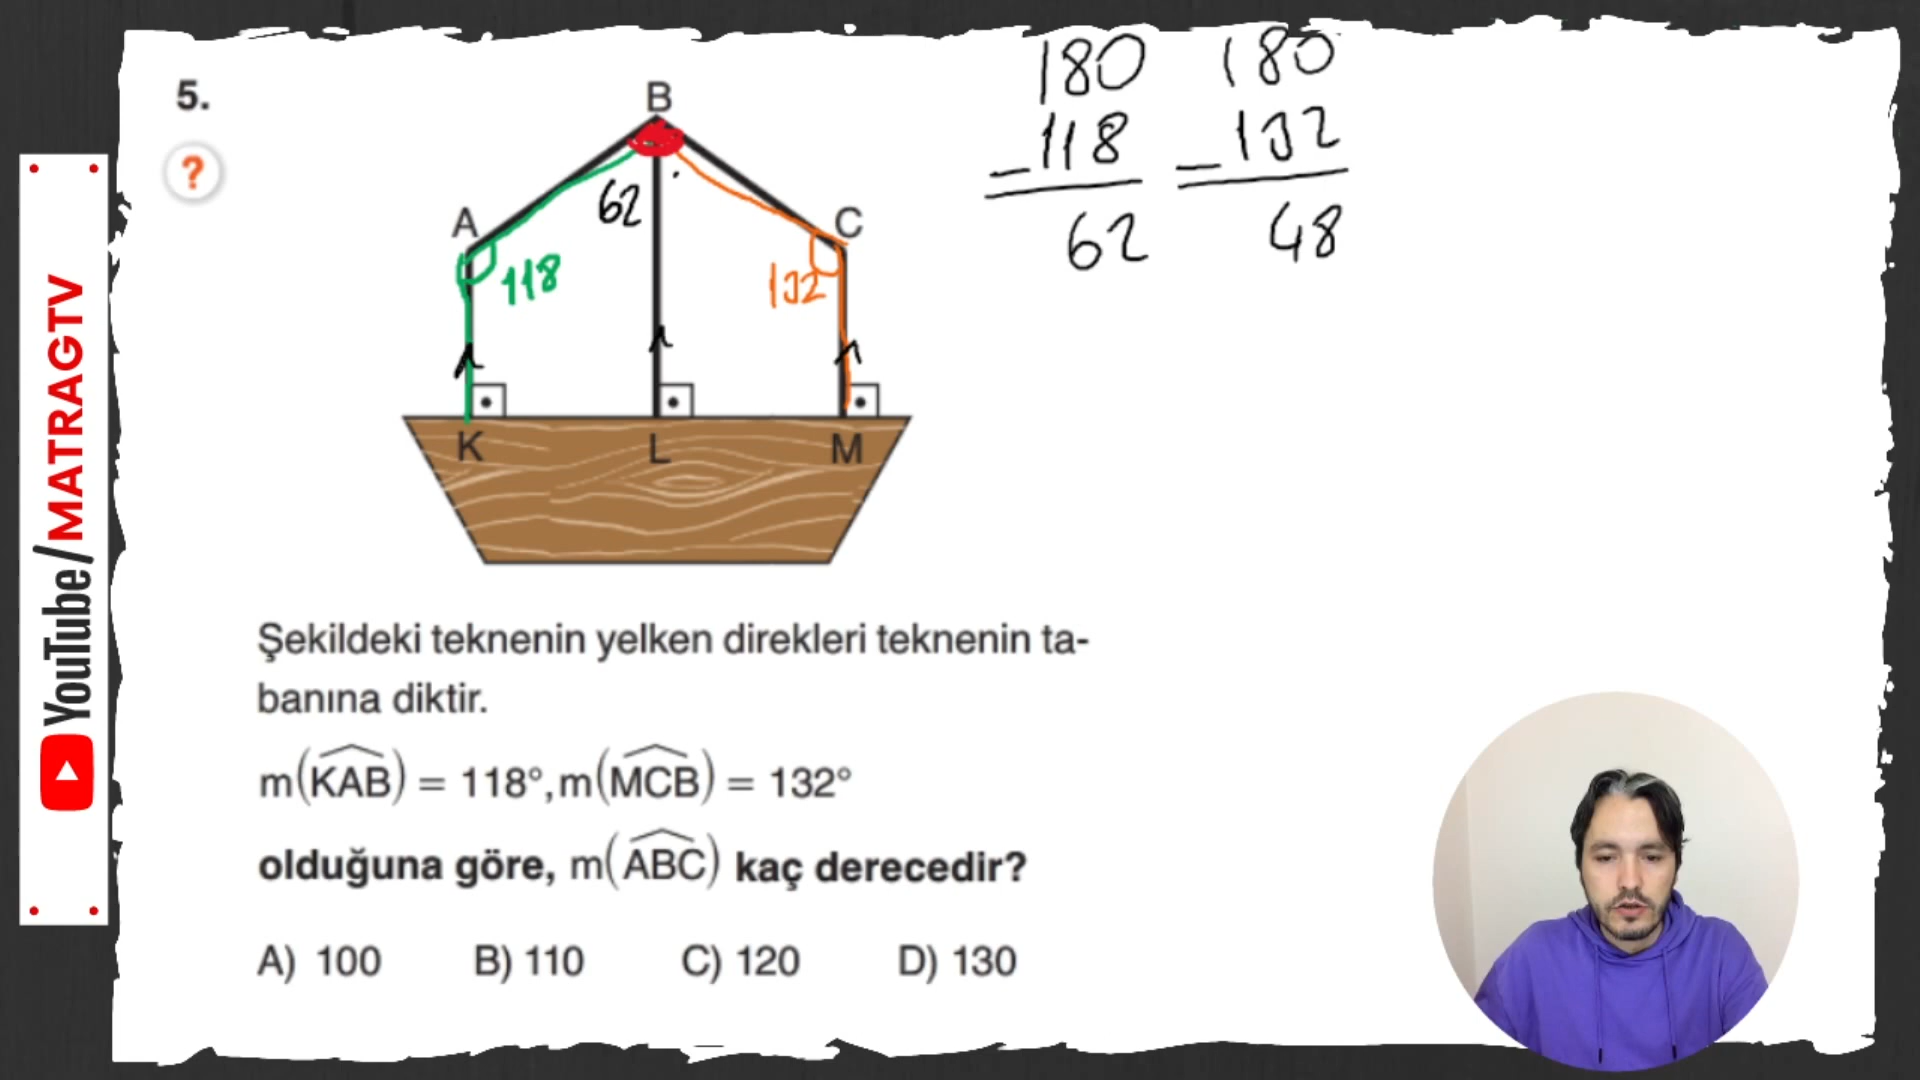 YouTube/MATRAGTV
5.
?
B
A
C
62
118
132
K
L
M
180
-118
62
180
-132
48
Şekildeki teknenin yelken direkleri teknenin ta-
banına diktir.
m(KAB) = 118°, m(MCB) = 132°
olduğuna göre, m(ABC) kaç derecedir?
A) 100 B) 110 C) 120 D) 130